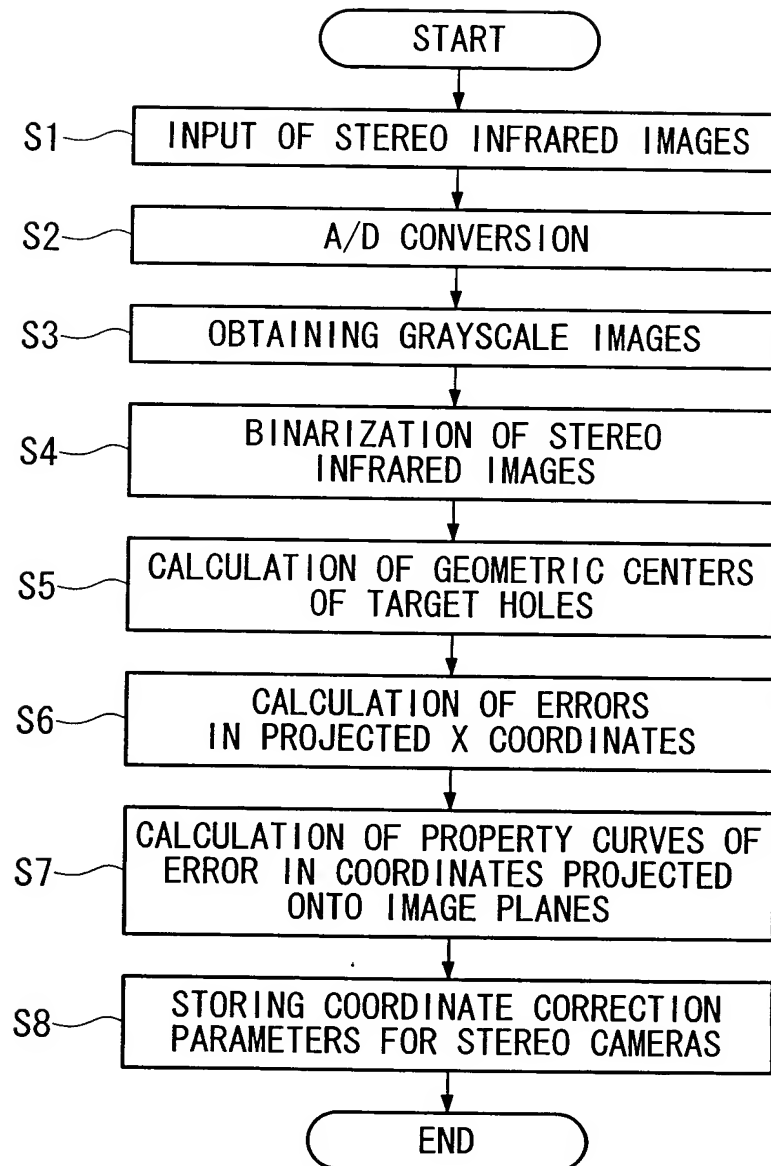 START
S1 INPUT OF STEREO INFRARED IMAGES
S2 A/D CONVERSION
S3 OBTAINING GRAYSCALE IMAGES
S4 BINARIZATION OF STEREO
INFRARED IMAGES
S5 CALCULATION OF GEOMETRIC CENTERS
OF TARGET HOLES
S6 CALCULATION OF ERRORS
IN PROJECTED X COORDINATES
S7 CALCULATION OF PROPERTY CURVES OF
ERROR IN COORDINATES PROJECTED
ONTO IMAGE PLANES
S8 STORING COORDINATE CORRECTION
PARAMETERS FOR STEREO CAMERAS
END